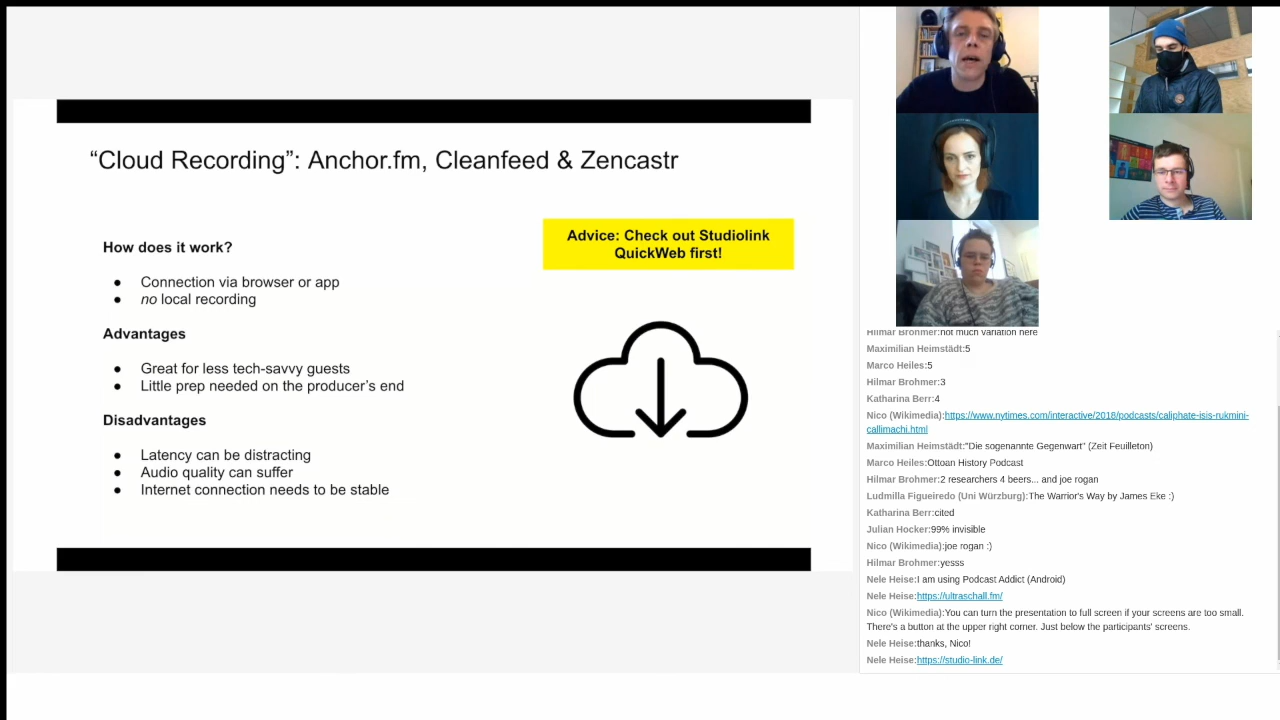 “Cloud Recording”: Anchor.fm, Cleanfeed & Zencastr
Advice: Check out Studiolink
QuickWeb first!
How does it work?
● Connection via browser or app
● no local recording
Advantages
● Great for less tech-savvy guests
● Little prep needed on the producer’s end
Disadvantages
● Latency can be distracting
● Audio quality can suffer
● Internet connection needs to be stable
Hilmar Brohmer:not much variation here
Maximilian Heimstädt:5
Marco Heiles:5
Hilmar Brohmer:3
Katharina Berr:4
Nico (Wikimedia):https://www.nytimes.com/interactive/2018/podcasts/caliphate-isis-rukmini-
callimachi.html
Maximilian Heimstädt:"Die sogenannte Gegenwart" (Zeit Feuilleton)
Marco Heiles:Ottoan History Podcast
Hilmar Brohmer:2 researchers 4 beers... and joe rogan
Ludmilla Figueiredo (Uni Würzburg):The Warrior's Way by James Eke :)
Katharina Berr:cited
Julian Hocker:99% invisible
Nico (Wikimedia):joe rogan :)
Hilmar Brohmer:yesss
Nele Heise:I am using Podcast Addict (Android)
Nele Heise:https://ultraschall.fm/
Nico (Wikimedia):You can turn the presentation to full screen if your screens are too small.
There's a button at the upper right corner. Just below the participants' screens.
Nele Heise:thanks, Nico!
Nele Heise:https://studio-link.de/